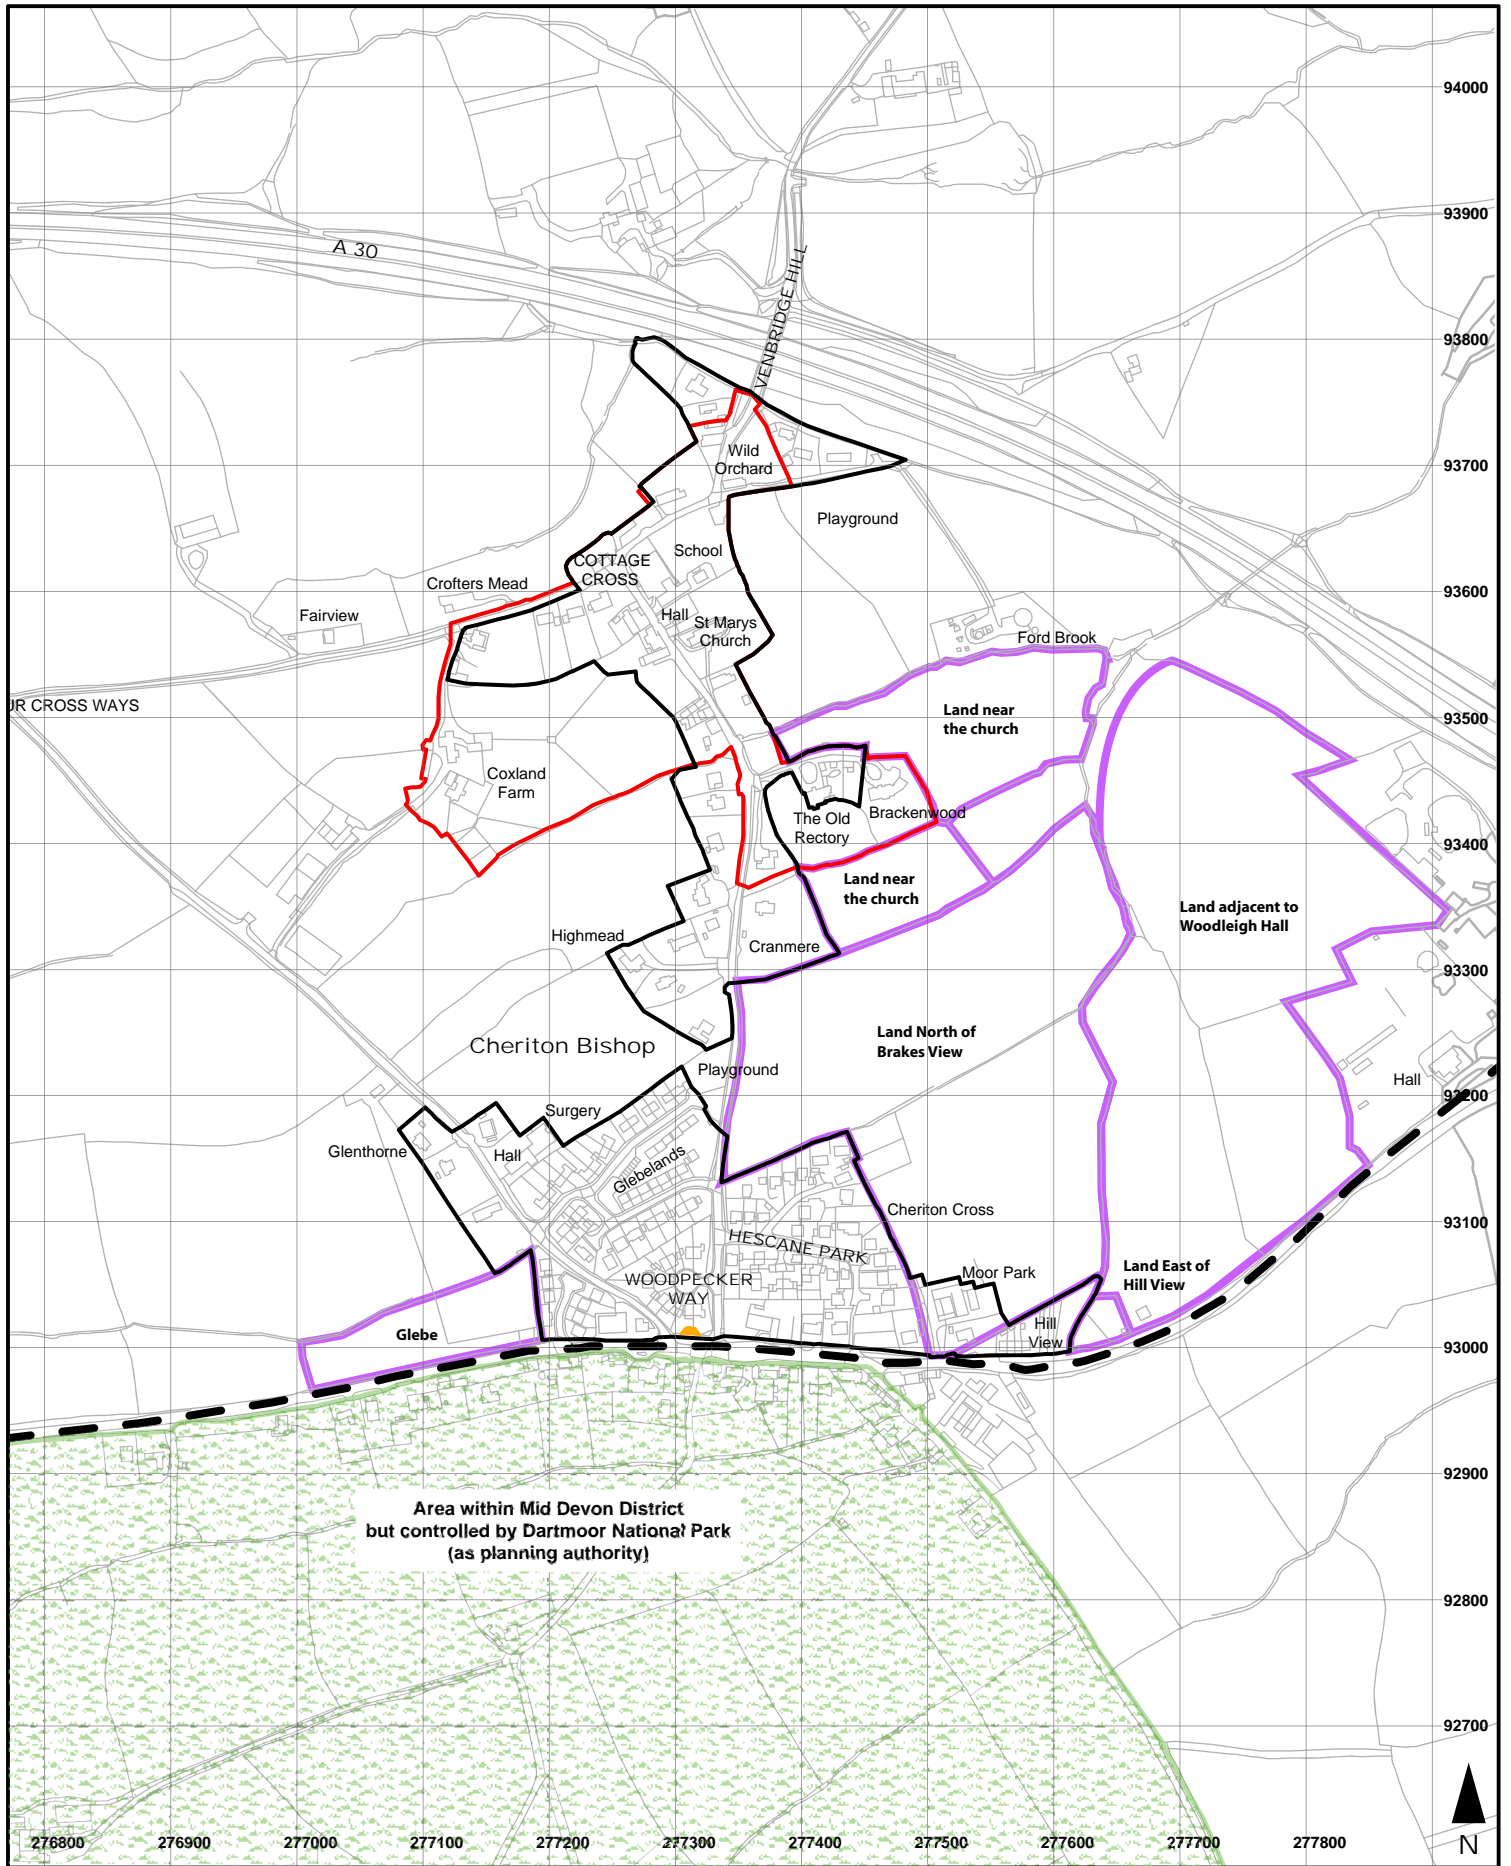 94000
93900
A 30
VENBRIDGE HILL
93800
Wild
Orchard
93700
Playground
School
COTTAGE
CROSS
Crofters Mead
93600
Fairview
Hall
St Marys
Church
Ford Brook
UR CROSS WAYS
Land near
the church
93500
Coxland
Farm
Brackenwood
The Old
Rectory
93400
Land near
the church
Land adjacent to
Woodleigh Hall
Highmead
Cranmere
93300
Land North of
Brakes View
Cheriton Bishop
Playground
Hall
93200
Surgery
Glenthorne
Hall
Glebelands
Cheriton Cross
93100
HESCANE PARK
Moor Park
Land East of
Hill View
WOODPECKER
WAY
Hill
View
Glebe
93000
92900
Area within Mid Devon District
but controlled by Dartmoor National Park
(as planning authority)
92800
92700
276800 276900 277000 277100 277200 277300 277400 277500 277600 277700 277800
N